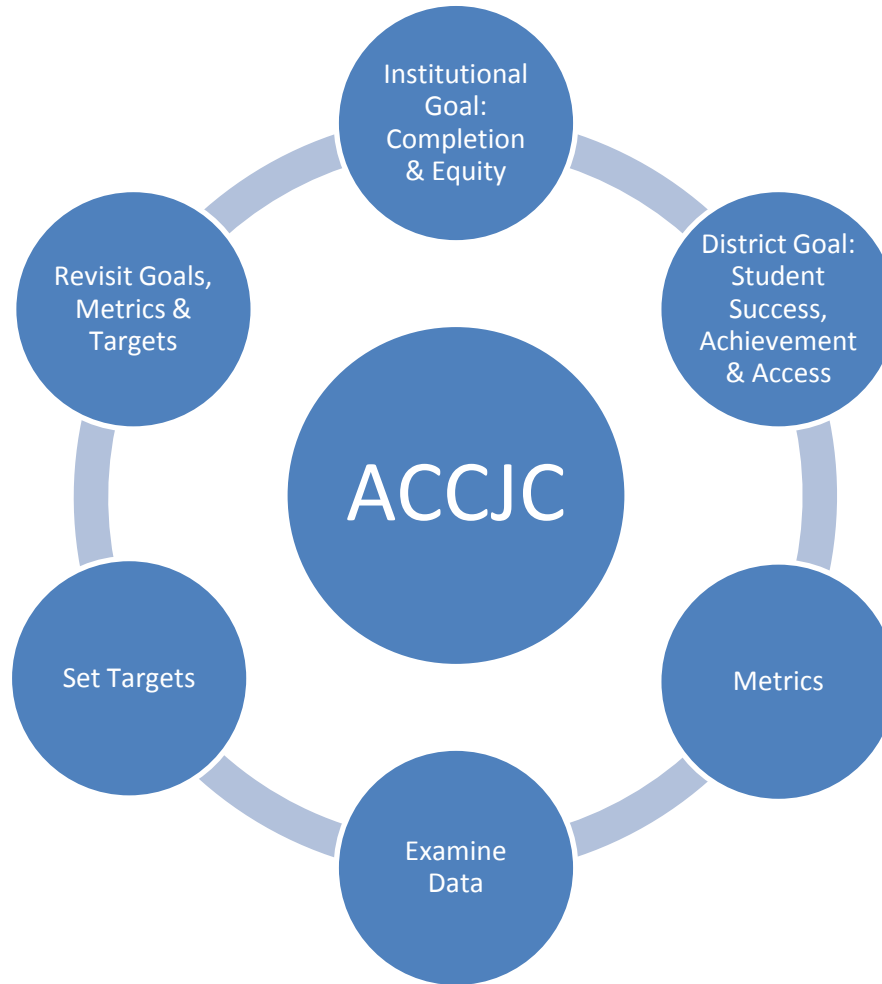 Institutional
Goal:
Completion
& Equity
District Goal:
Student
Success,
Achievement
& Access
Metrics
Examine
Data
Set Targets
Revisit Goals,
Metrics &
Targets
ACCJC